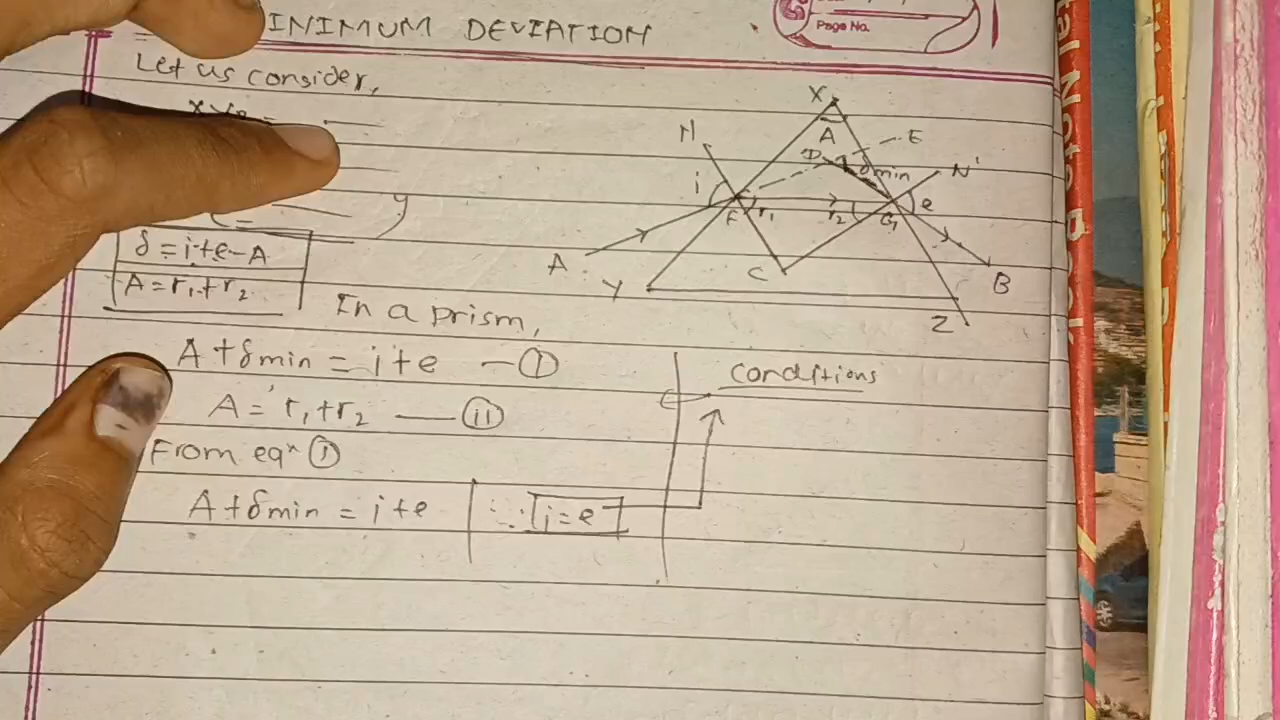 INIMUM DEVIATION
Page No.
Let us consider,
δ = i+e-A
A = r₁+r₂
X
A
N
D
E
δmin
N'
i
F
r₁
r₂
G
e
A
C
B
Y
Z
In a prism,
A + δmin = i+e — (I)
A = r₁+r₂ — (II)
From eqⁿ (I)
A + δmin = i+e
∴ i=e
conditions